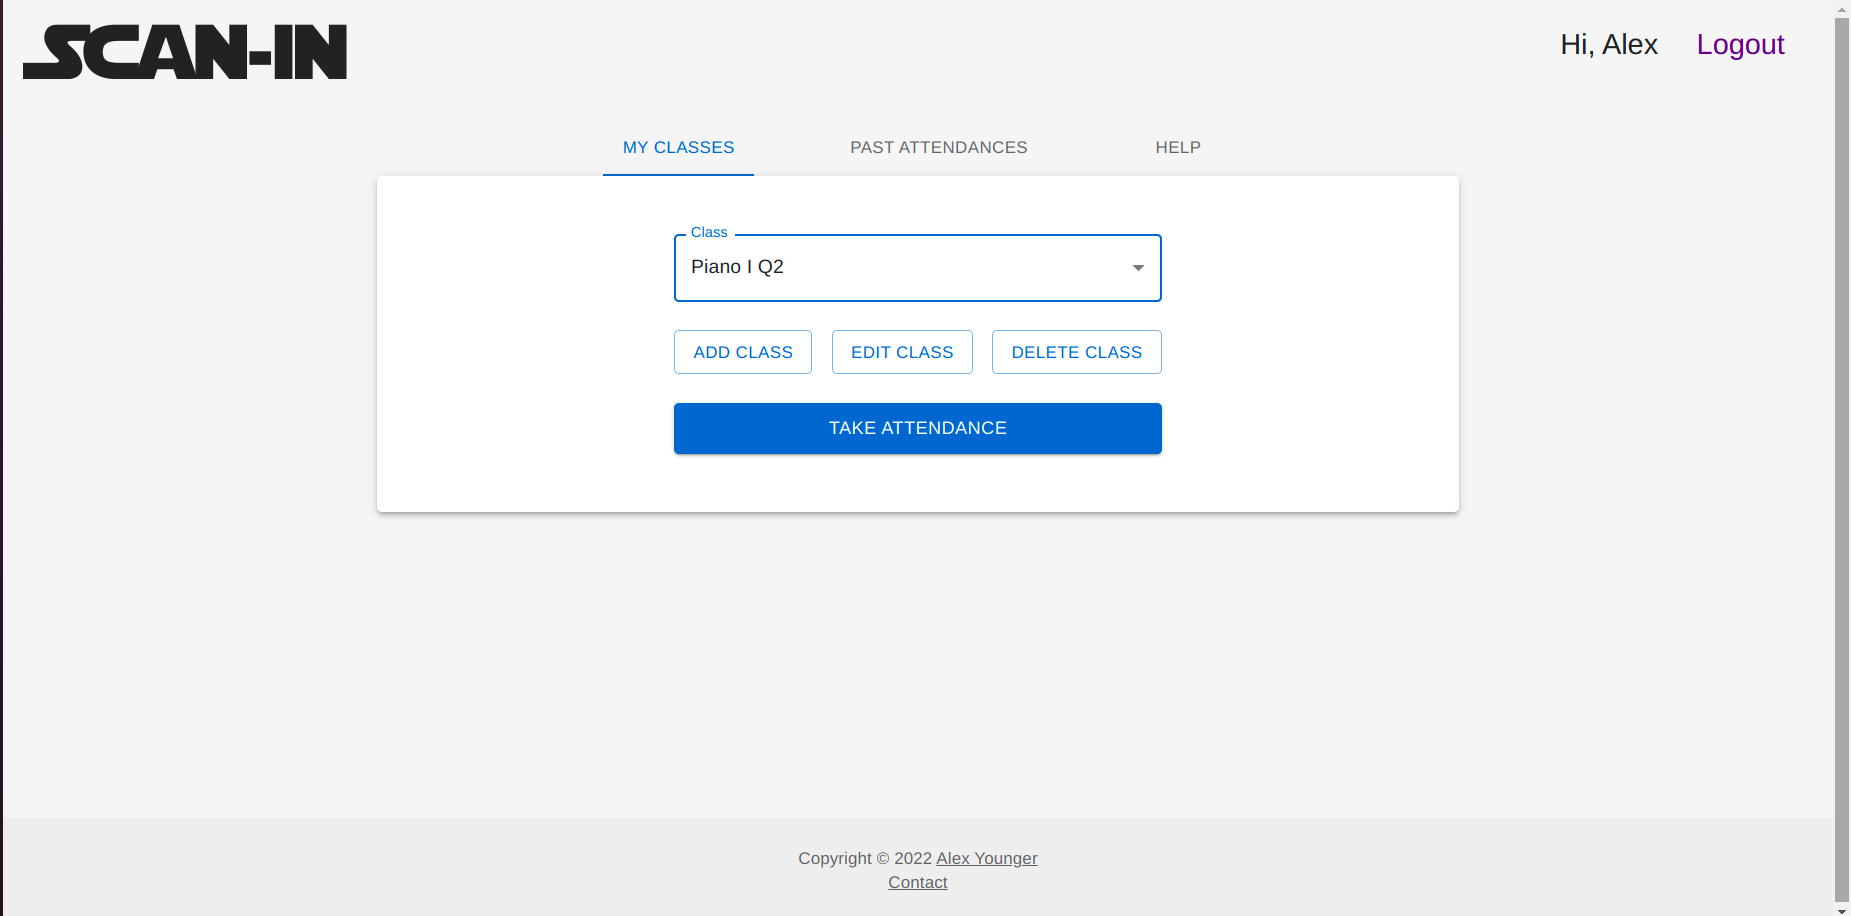 SCAN-IN
Hi, Alex Logout
MY CLASSES PAST ATTENDANCES HELP
Class
Piano I Q2
ADD CLASS EDIT CLASS DELETE CLASS
TAKE ATTENDANCE
Copyright © 2022 Alex Younger
Contact